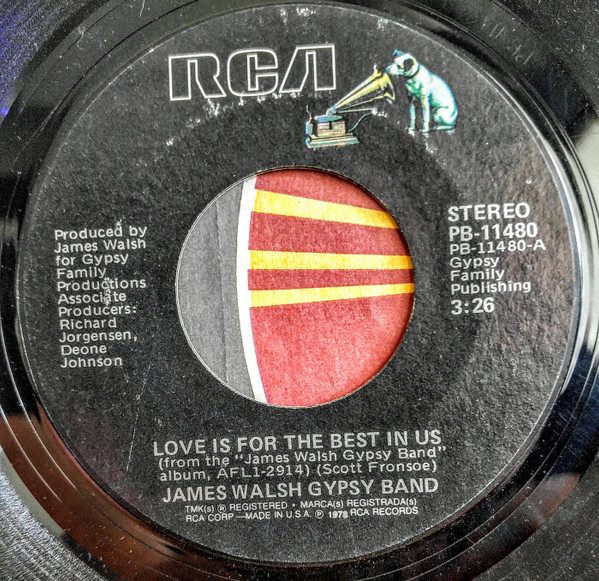 RCA
Produced by
James Walsh
for Gypsy
Family
Productions
Associate
Producers:
Richard
Jorgensen,
Deone
Johnson
STEREO
PB-11480
PB-11480-A
Gypsy
Family
Publishing
3:26
LOVE IS FOR THE BEST IN US
(from the "James Walsh Gypsy Band"
album, AFL1-2914) (Scott Fronsoe)
JAMES WALSH GYPSY BAND
TMK(s) ® REGISTERED • MARCA(s) REGISTRADA(s)
RCA CORP—MADE IN U.S.A. ℗ 1978 RCA RECORDS